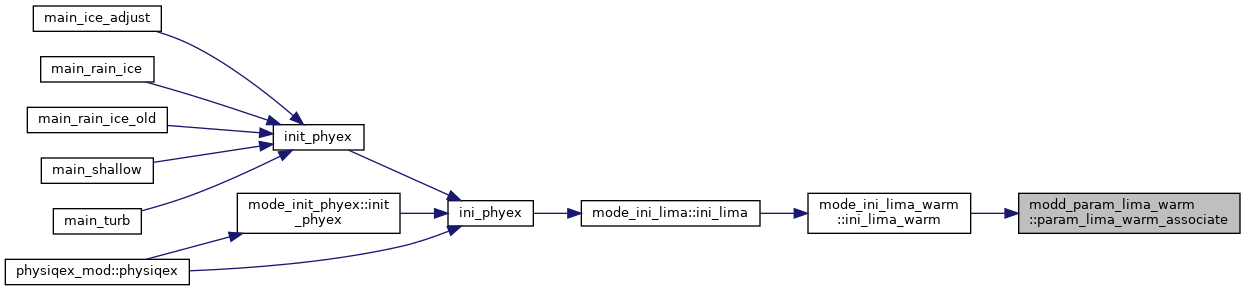 main_ice_adjust
main_rain_ice
main_rain_ice_old
main_shallow
main_turb
physiqex_mod::physiqex
init_phyex
mode_init_phyex::init
_phyex
ini_phyex
mode_ini_lima::ini_lima
mode_ini_lima_warm
::ini_lima_warm
modd_param_lima_warm
::param_lima_warm_associate